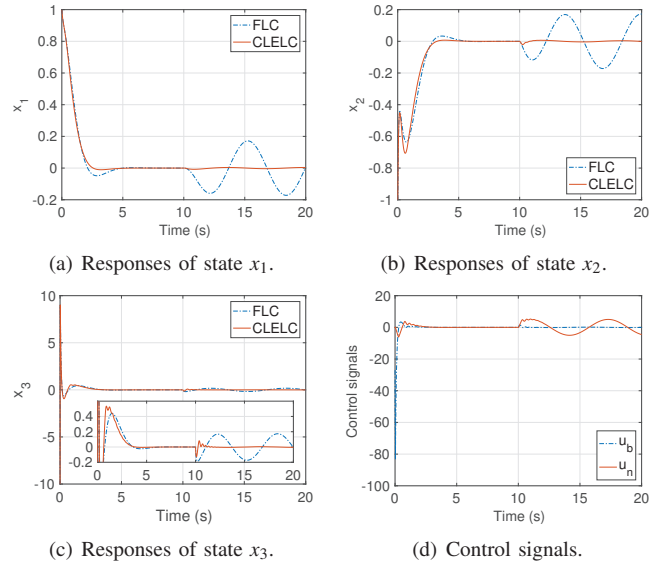 1
0.8
0.6
0.4
0.2
0
-0.2
x1
0 5 10 15 20
Time (s)
FLC
CLELC
(a) Responses of state x1.
0.2
0
-0.2
-0.4
-0.6
-0.8
-1
x2
0 5 10 15 20
Time (s)
FLC
CLELC
(b) Responses of state x2.
10
5
0
-5
-10
x3
FLC
CLELC
0.4
0.2
0
-0.2
0 5 10 15 20
0 5 10 15 20
Time (s)
(c) Responses of state x3.
20
0
-20
-40
-60
-80
-100
Control signals
u_b
u_n
0 5 10 15 20
Time (s)
(d) Control signals.